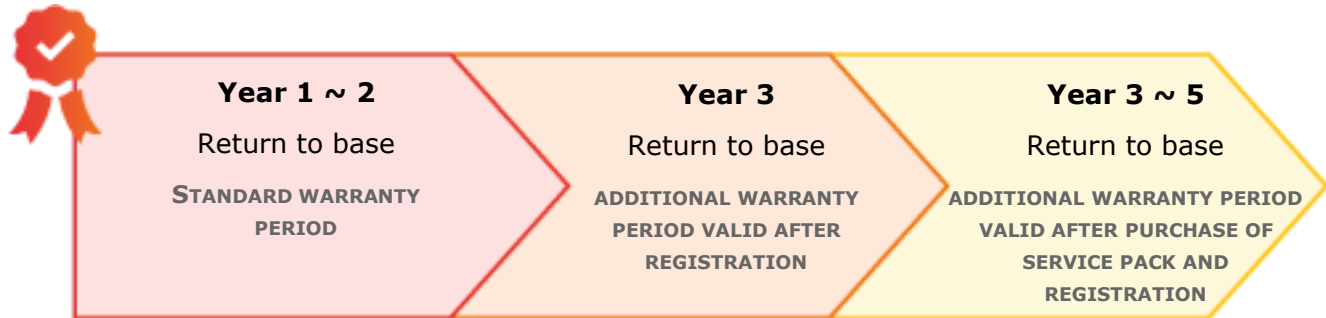 Year 1 ~ 2
Return to base
STANDARD WARRANTY
PERIOD
Year 3
Return to base
ADDITIONAL WARRANTY
PERIOD VALID AFTER
REGISTRATION
Year 3 ~ 5
Return to base
ADDITIONAL WARRANTY PERIOD
VALID AFTER PURCHASE OF
SERVICE PACK AND
REGISTRATION